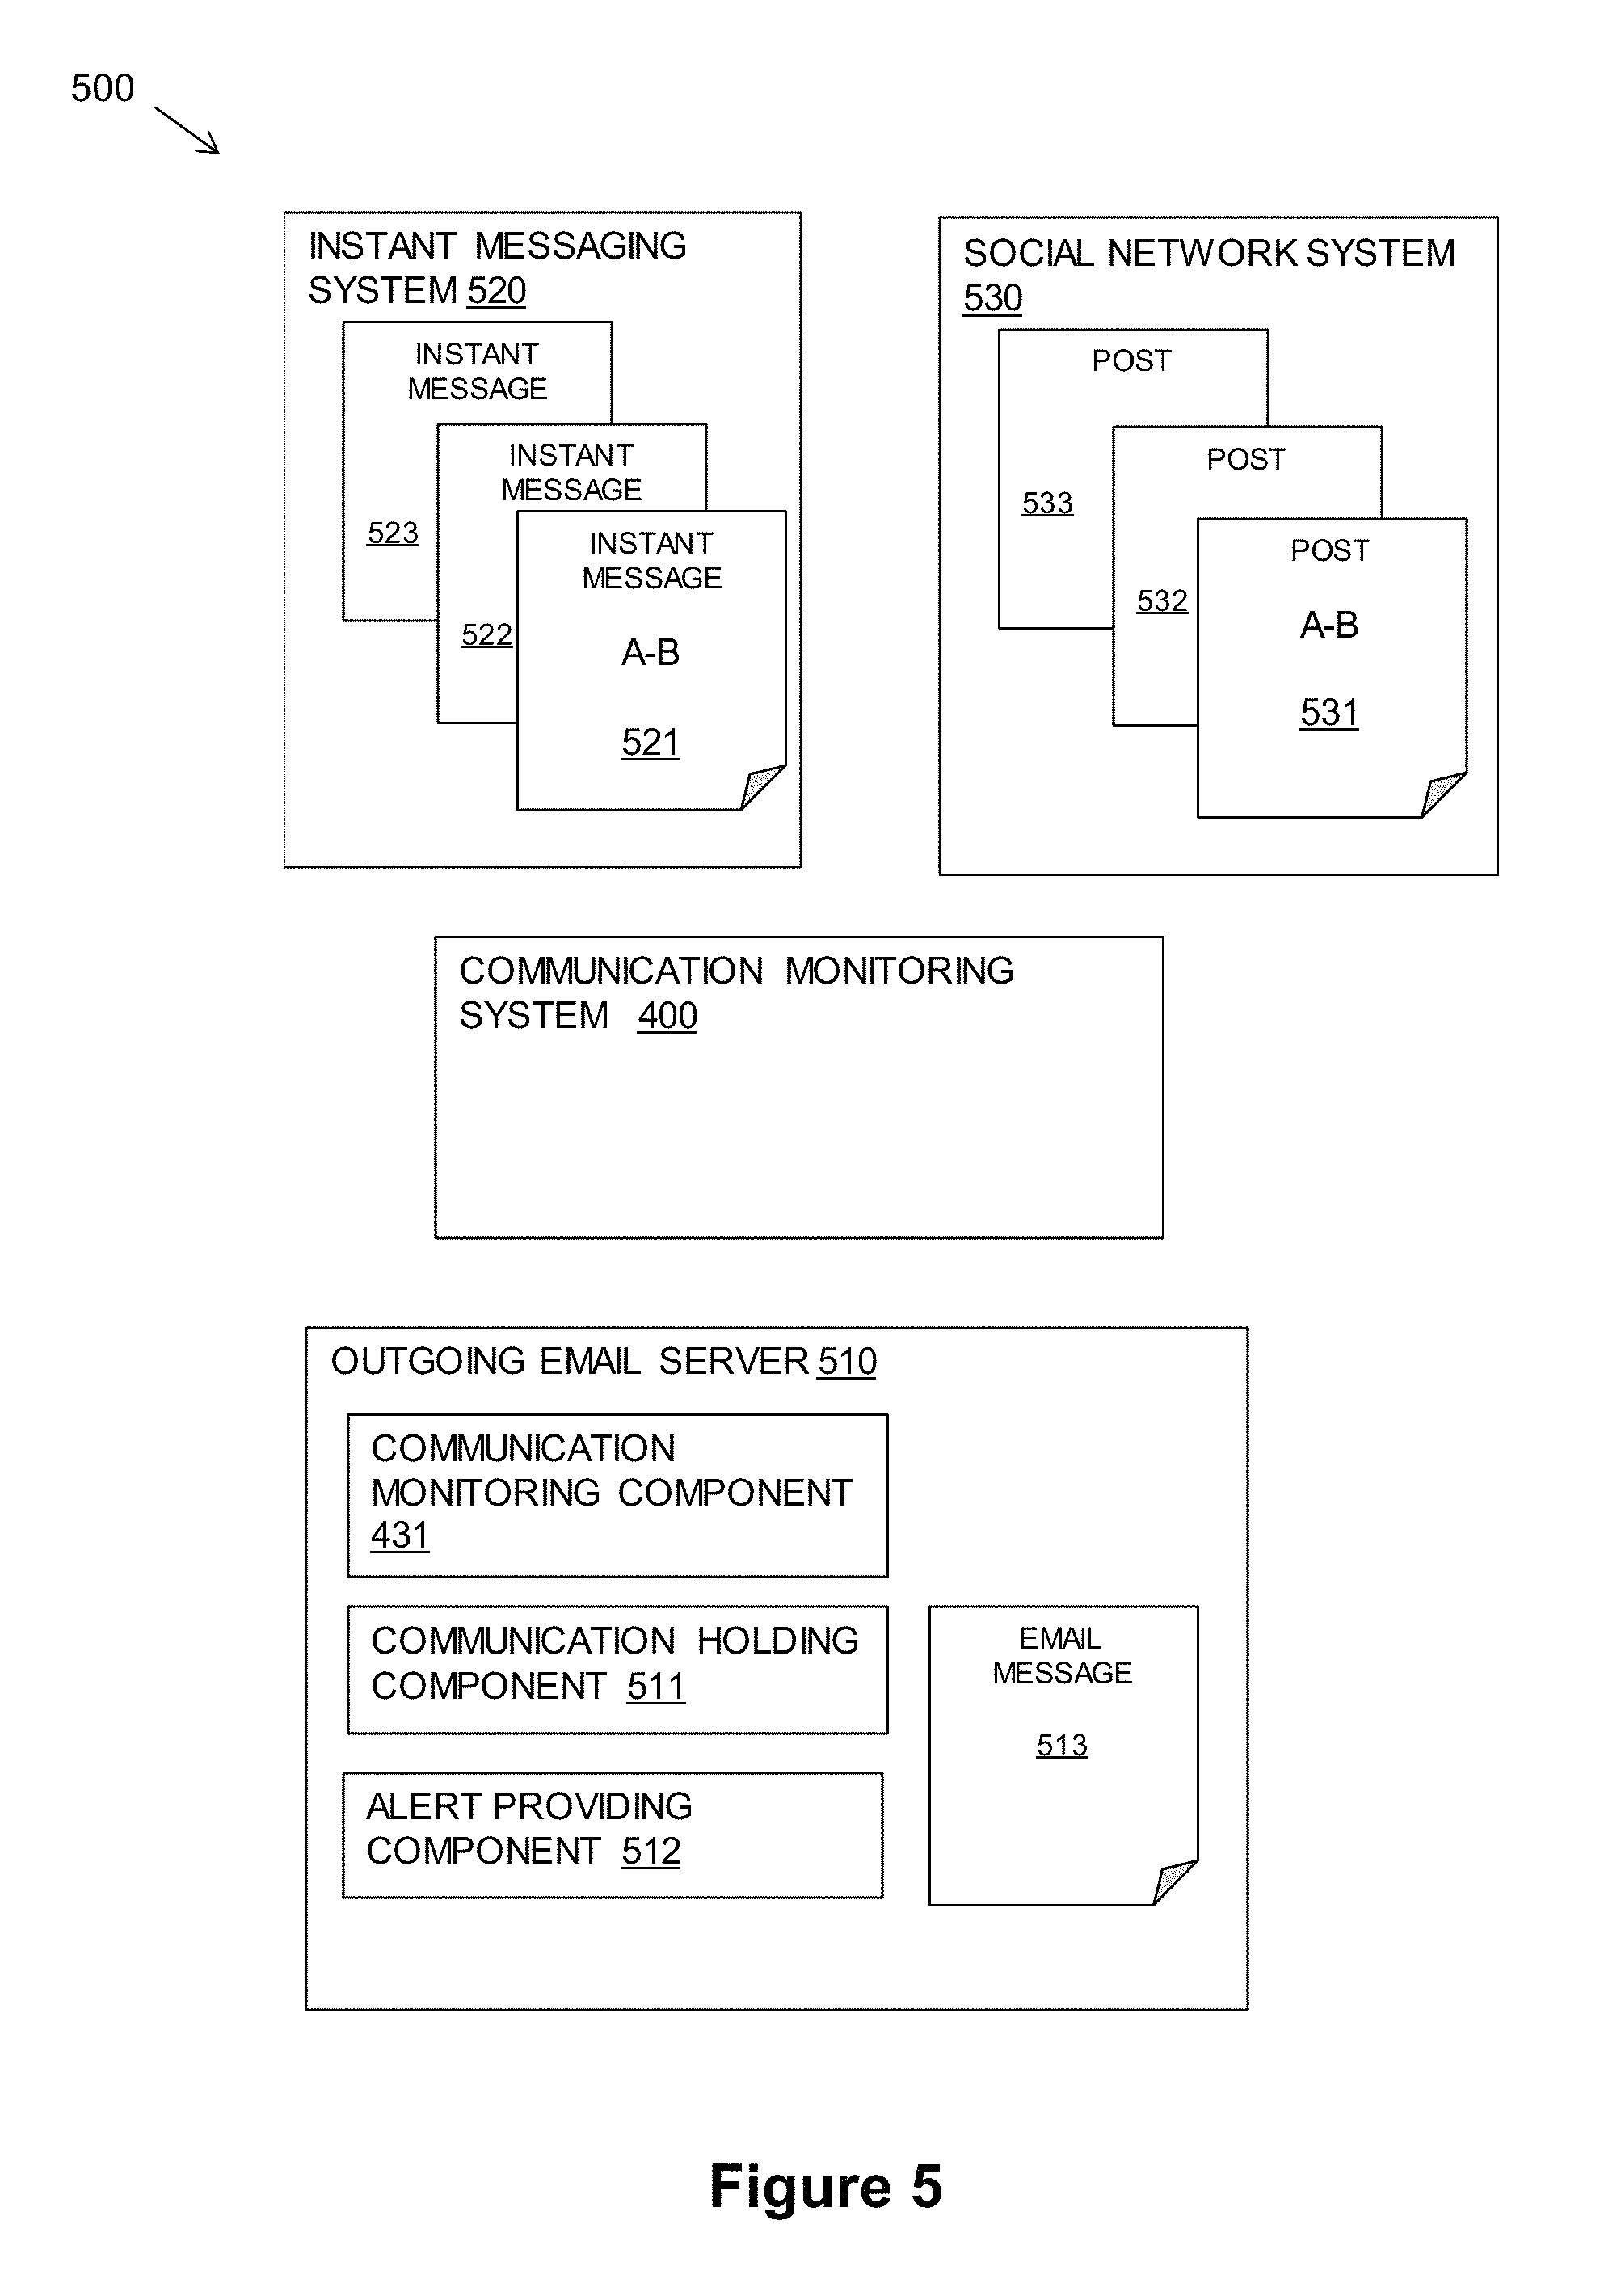 500
INSTANT MESSAGING
SYSTEM 520
INSTANT
MESSAGE
523
INSTANT
MESSAGE
522
INSTANT
MESSAGE
A-B
521
SOCIAL NETWORK SYSTEM
530
POST
533
POST
532
POST
A-B
531
COMMUNICATION MONITORING
SYSTEM 400
OUTGOING EMAIL SERVER 510
COMMUNICATION
MONITORING COMPONENT
431
COMMUNICATION HOLDING
COMPONENT 511
ALERT PROVIDING
COMPONENT 512
EMAIL
MESSAGE
513
Figure 5